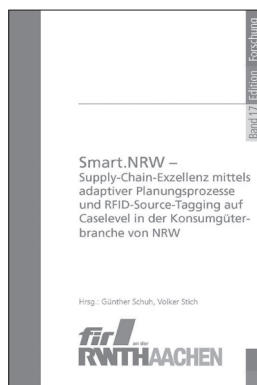 Band 17 Edition Forschung
Smart.NRW –
Supply-Chain-Exzellenz mittels
adaptiver Planungsprozesse
und RFID-Source-Tagging auf
Caselevel in der Konsumgüter-
branche von NRW
Hrsg.: Günther Schuh, Volker Stich
fir an der
RWTHAACHEN